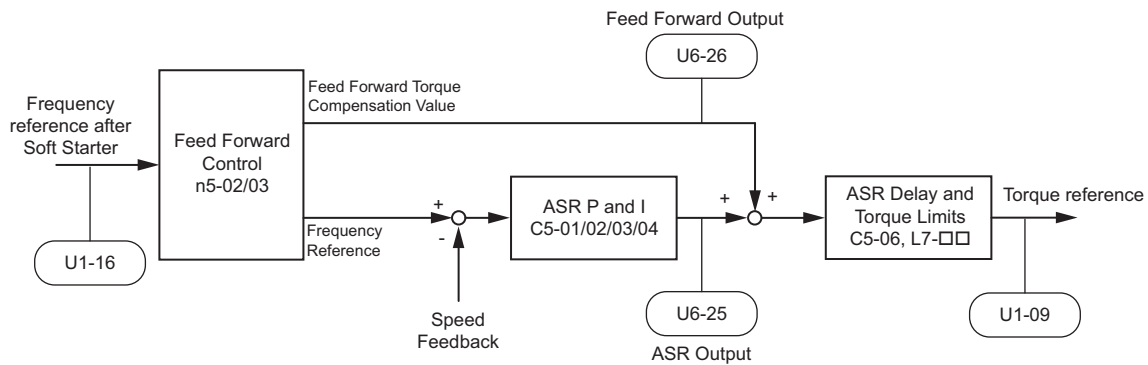 Feed Forward Output
U6-26
Feed Forward Torque
Compensation Value
Frequency
reference after
Soft Starter
Feed Forward
Control
n5-02/03
+
+
+
-
ASR P and I
C5-01/02/03/04
ASR Delay and
Torque Limits
C5-06, L7-□□
Torque reference
Frequency
Reference
U1-16
Speed
Feedback
U6-25
U1-09
ASR Output